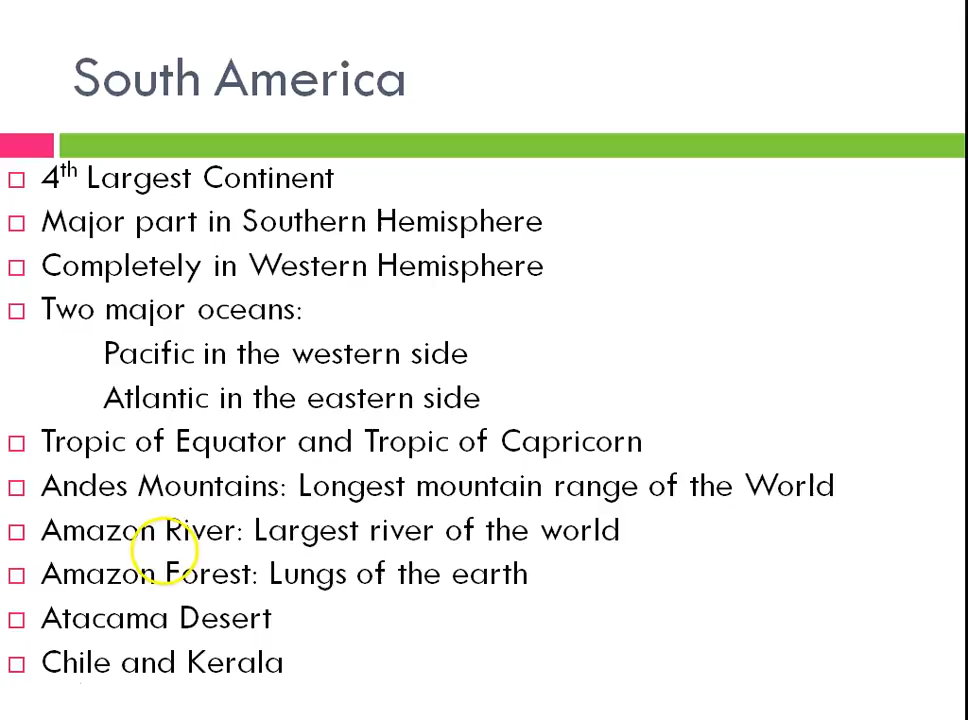 South America
4th Largest Continent
Major part in Southern Hemisphere
Completely in Western Hemisphere
Two major oceans:
Pacific in the western side
Atlantic in the eastern side
Tropic of Equator and Tropic of Capricorn
Andes Mountains: Longest mountain range of the World
Amazon River: Largest river of the world
Amazon Forest: Lungs of the earth
Atacama Desert
Chile and Kerala